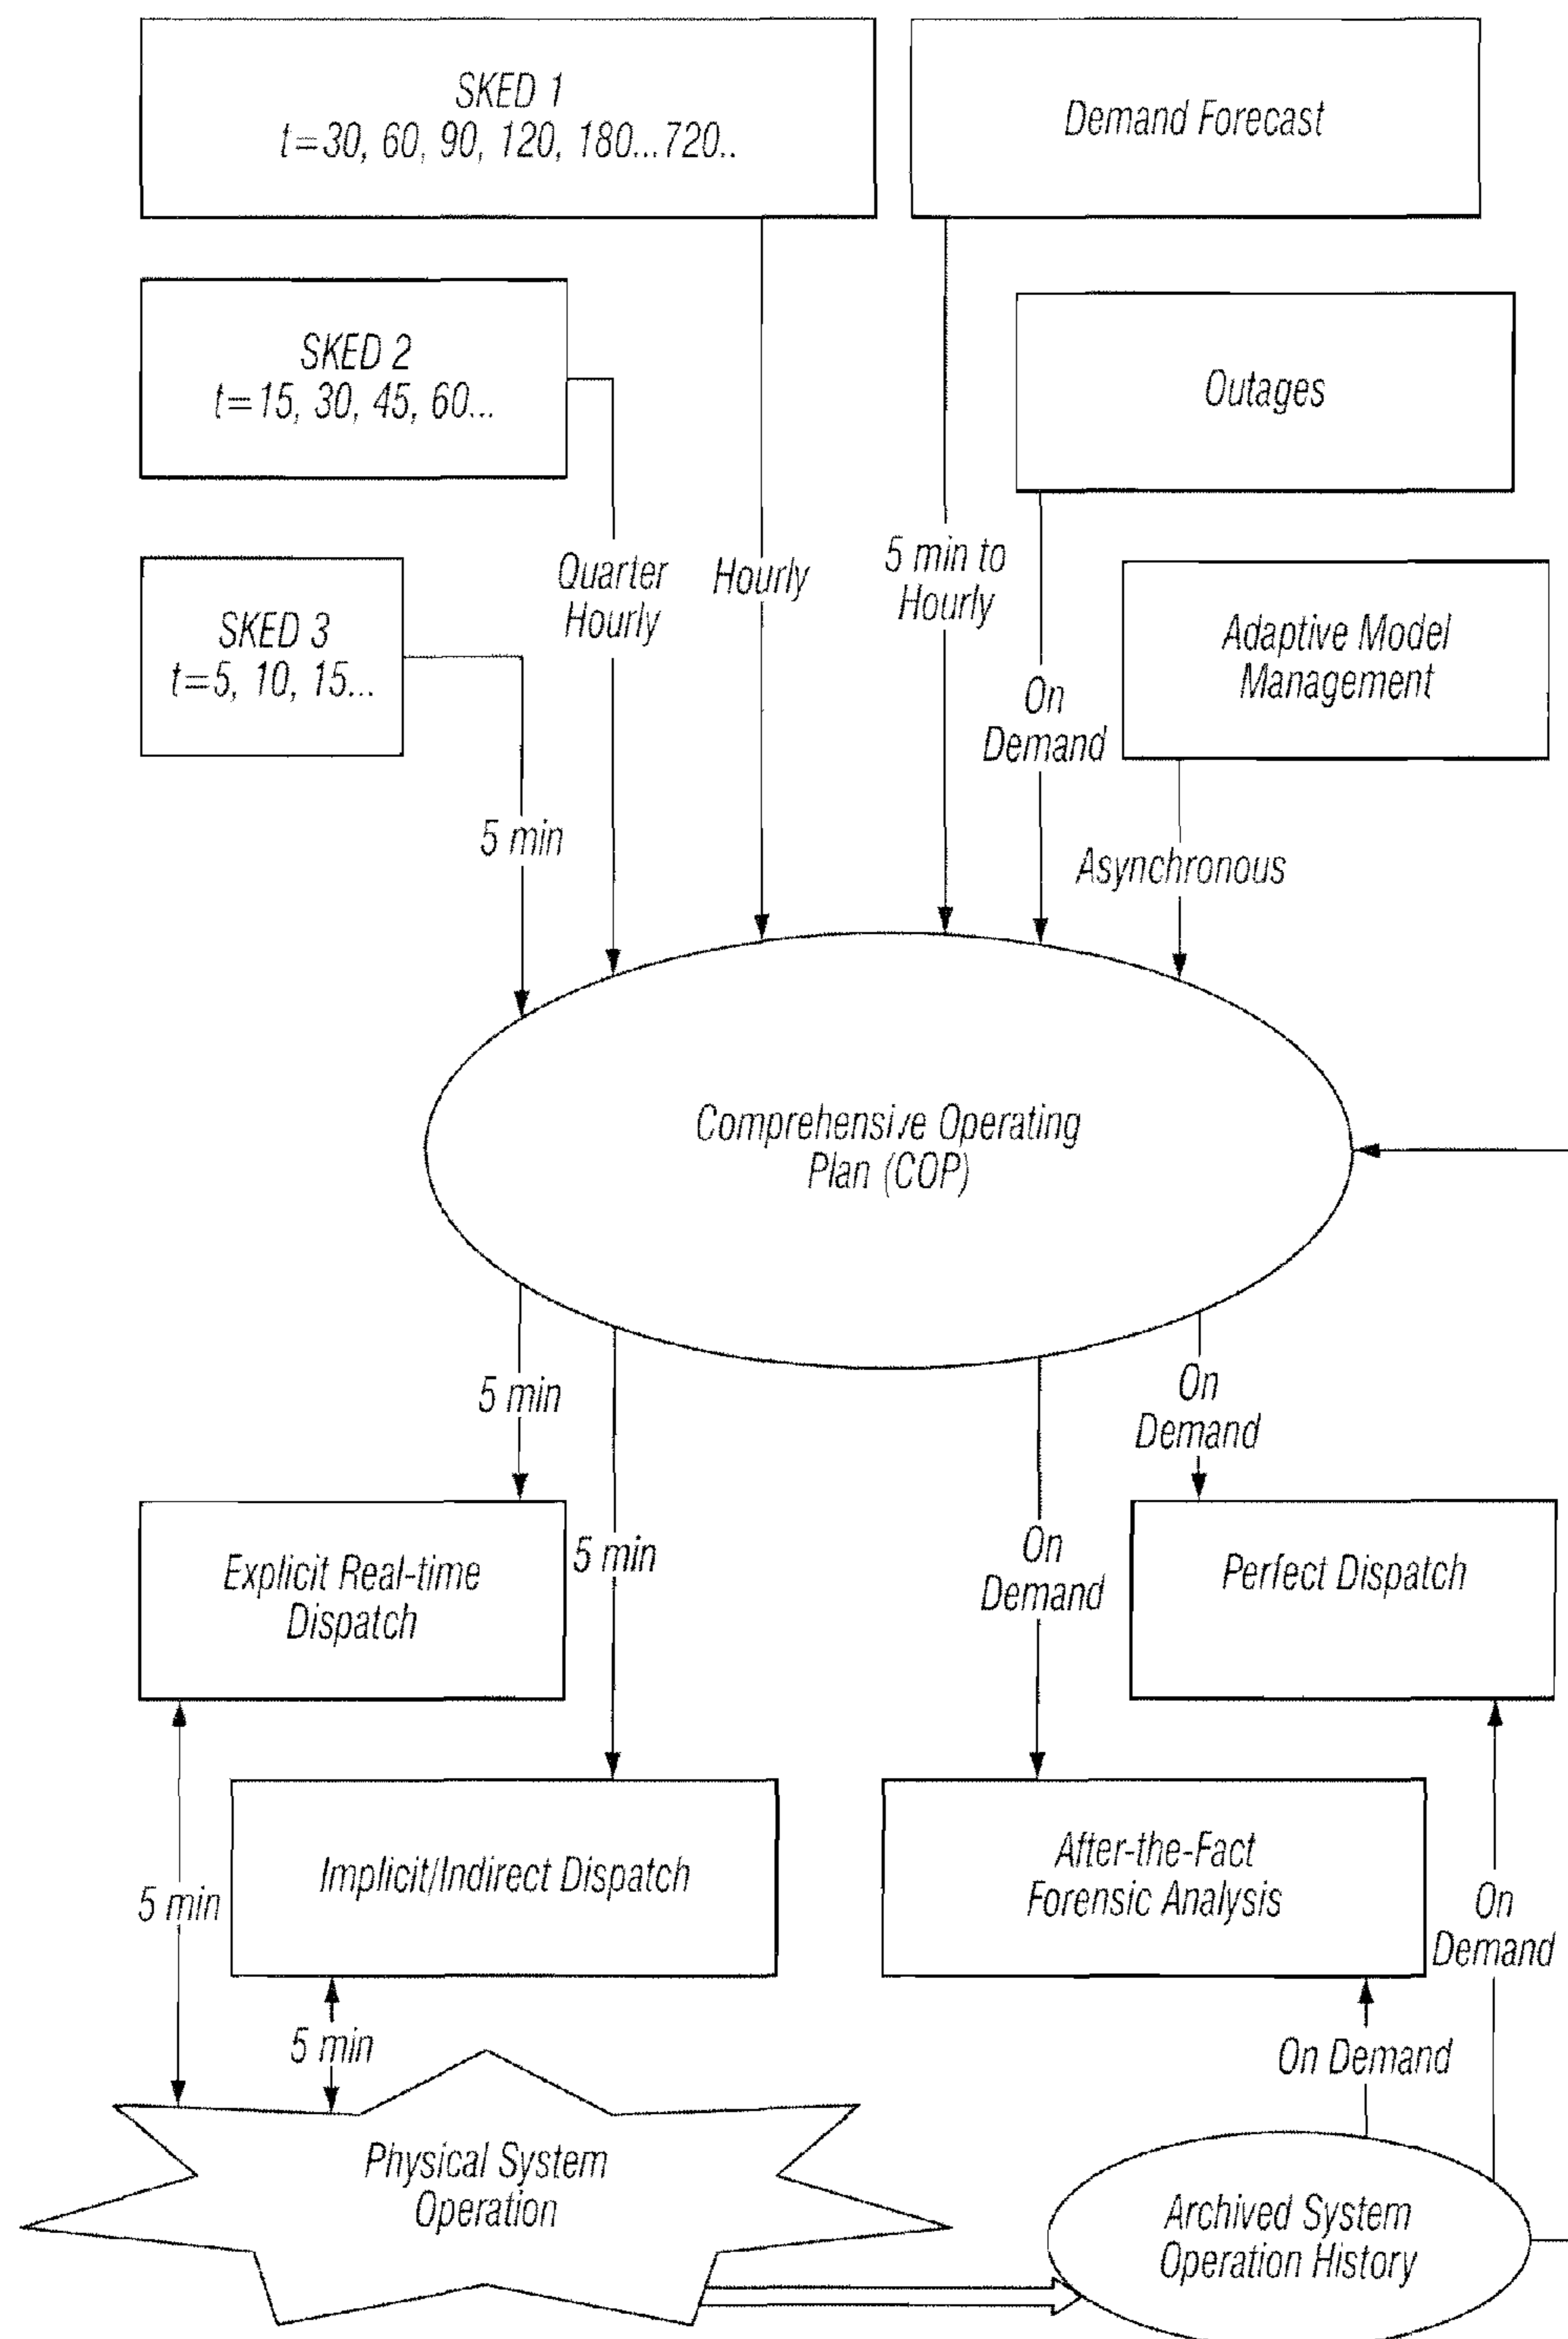 SKED 1
t=30, 60, 90, 120, 180...720..
Demand Forecast
SKED 2
t=15, 30, 45, 60...
Outages
SKED 3
t=5, 10, 15...
Quarter
Hourly
Hourly
5 min to
Hourly
On
Demand
Adaptive Model
Management
5 min
Asynchronous
Comprehensive Operating
Plan (COP)
5 min
On
Demand
Explicit Real-time
Dispatch
5 min
On
Demand
Perfect Dispatch
5 min
Implicit/Indirect Dispatch
After-the-Fact
Forensic Analysis
On
Demand
5 min
On Demand
Physical System
Operation
Archived System
Operation History